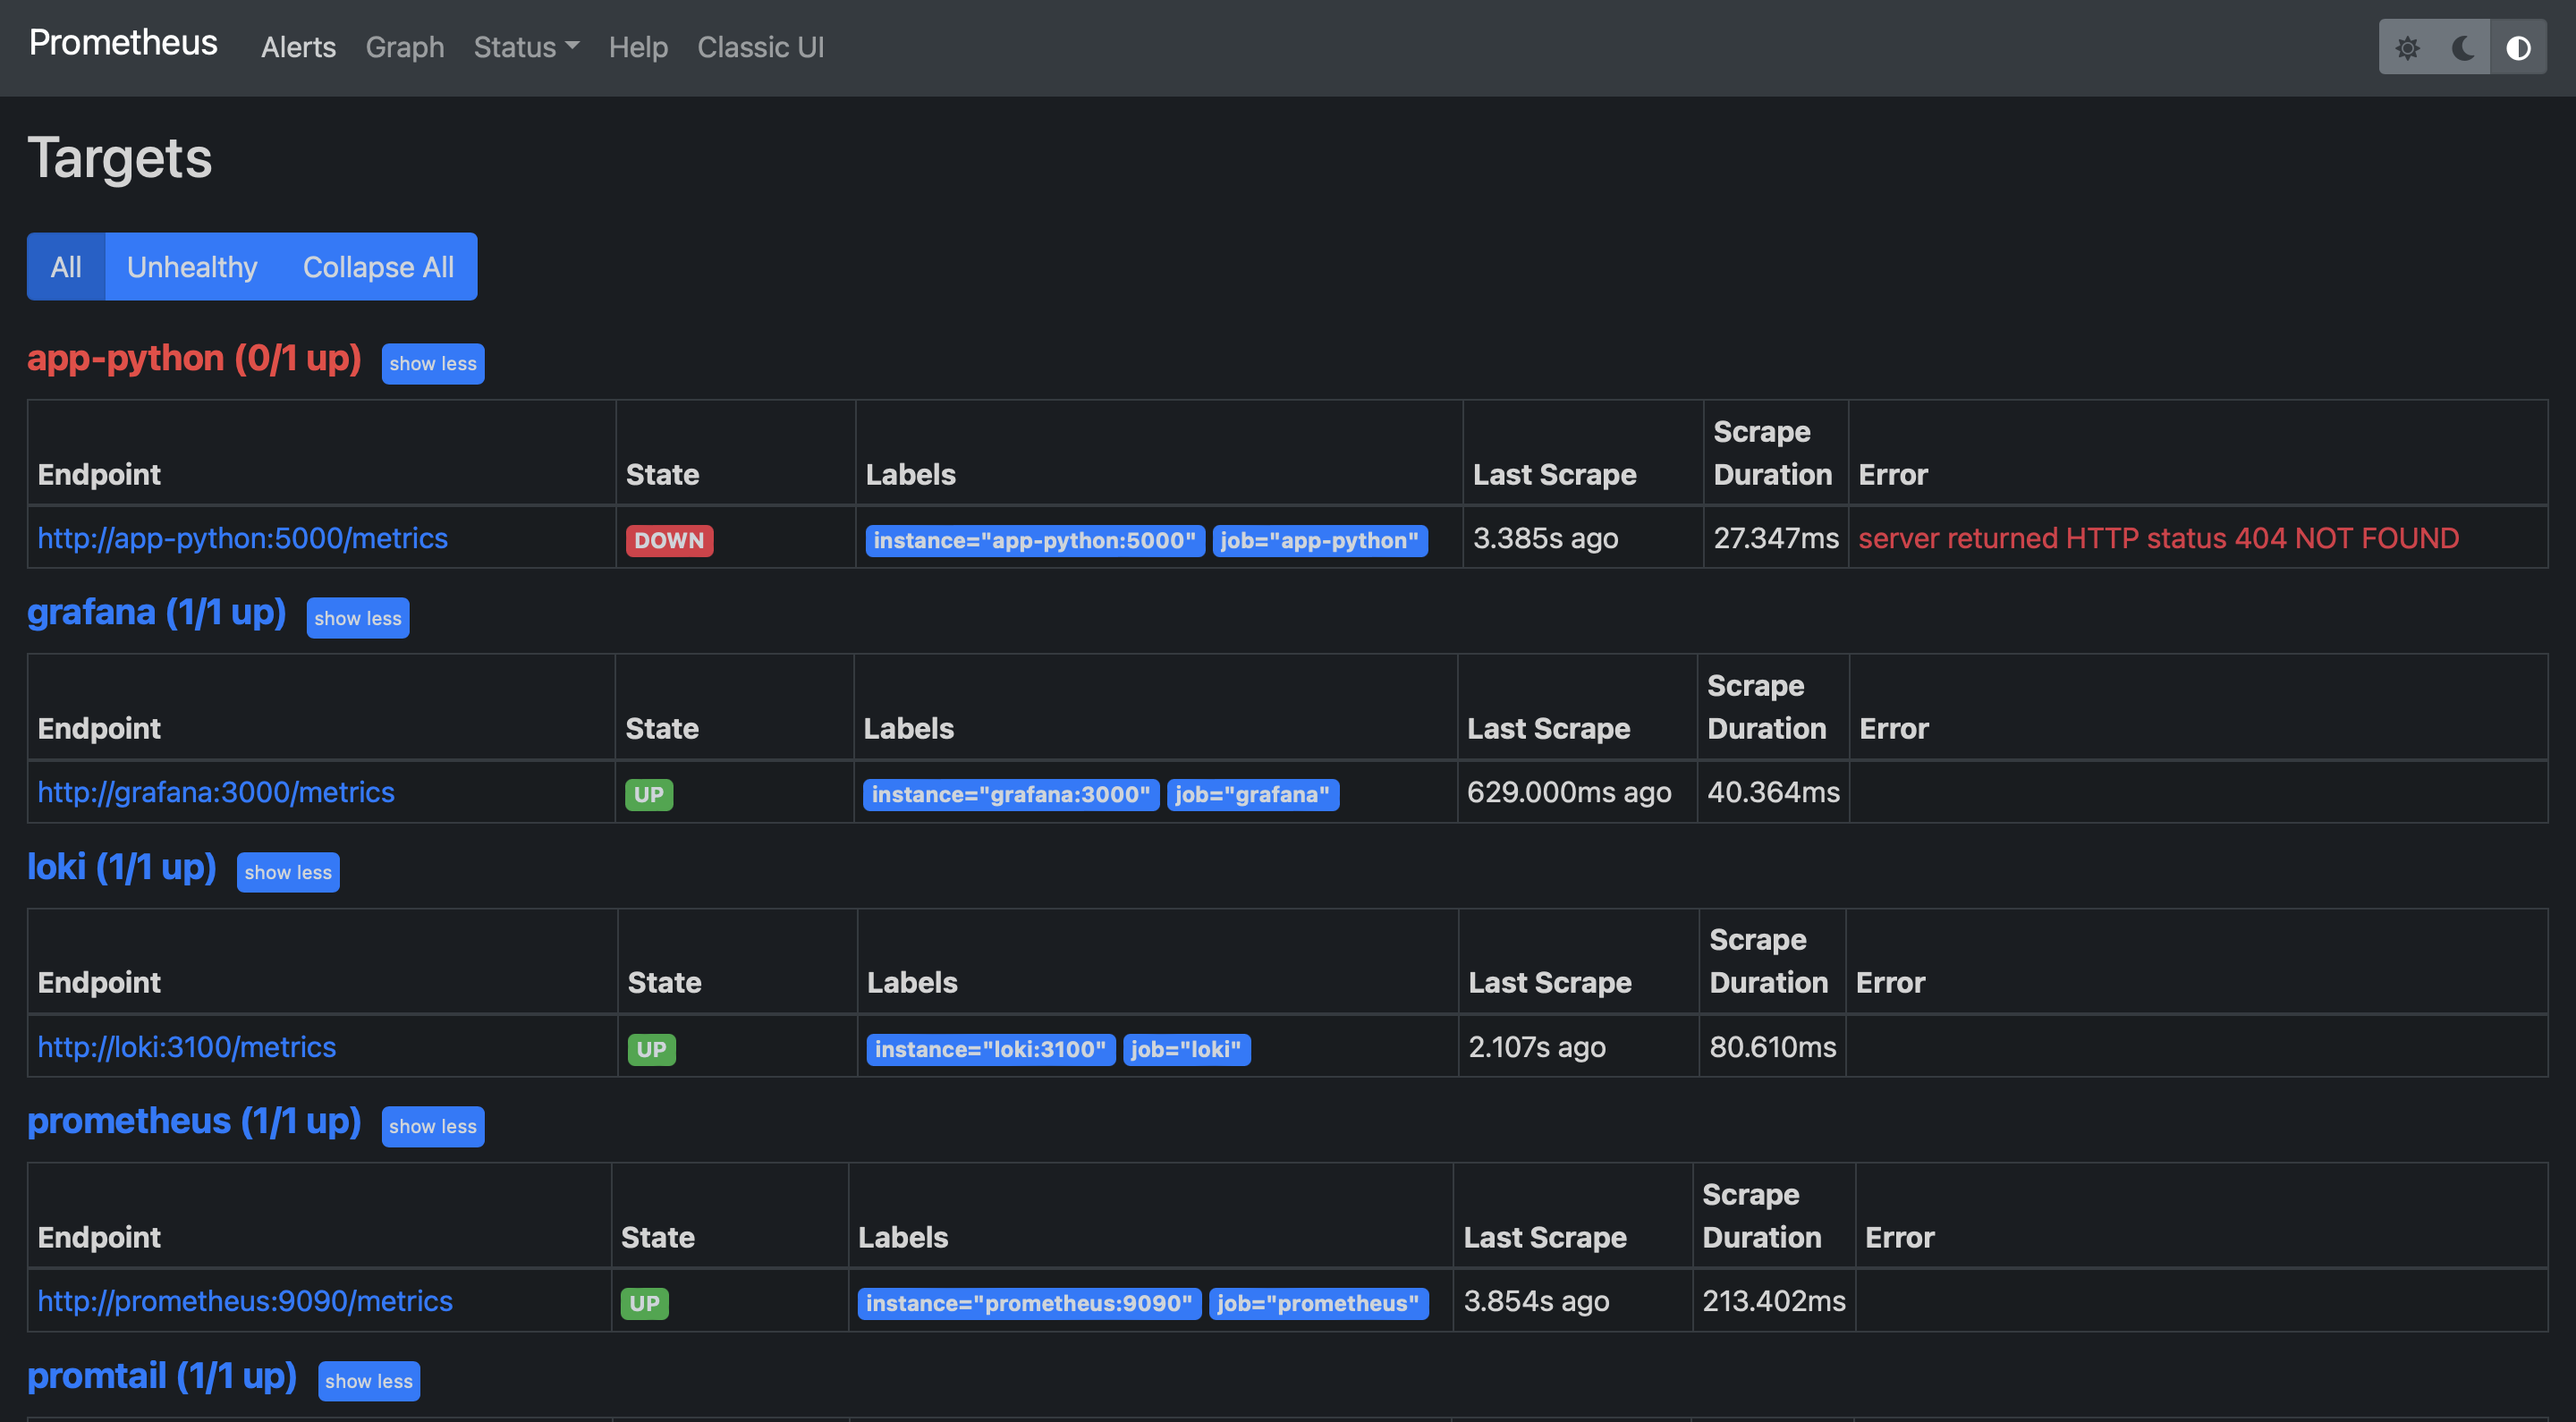 Prometheus Alerts Graph Status Help Classic UI
Targets
All Unhealthy Collapse All
app-python (0/1 up) show less
Endpoint State Labels Last Scrape Scrape Duration Error
http://app-python:5000/metrics DOWN instance="app-python:5000" job="app-python" 3.385s ago 27.347ms server returned HTTP status 404 NOT FOUND
grafana (1/1 up) show less
Endpoint State Labels Last Scrape Scrape Duration Error
http://grafana:3000/metrics UP instance="grafana:3000" job="grafana" 629.000ms ago 40.364ms
loki (1/1 up) show less
Endpoint State Labels Last Scrape Scrape Duration Error
http://loki:3100/metrics UP instance="loki:3100" job="loki" 2.107s ago 80.610ms
prometheus (1/1 up) show less
Endpoint State Labels Last Scrape Scrape Duration Error
http://prometheus:9090/metrics UP instance="prometheus:9090" job="prometheus" 3.854s ago 213.402ms
promtail (1/1 up) show less